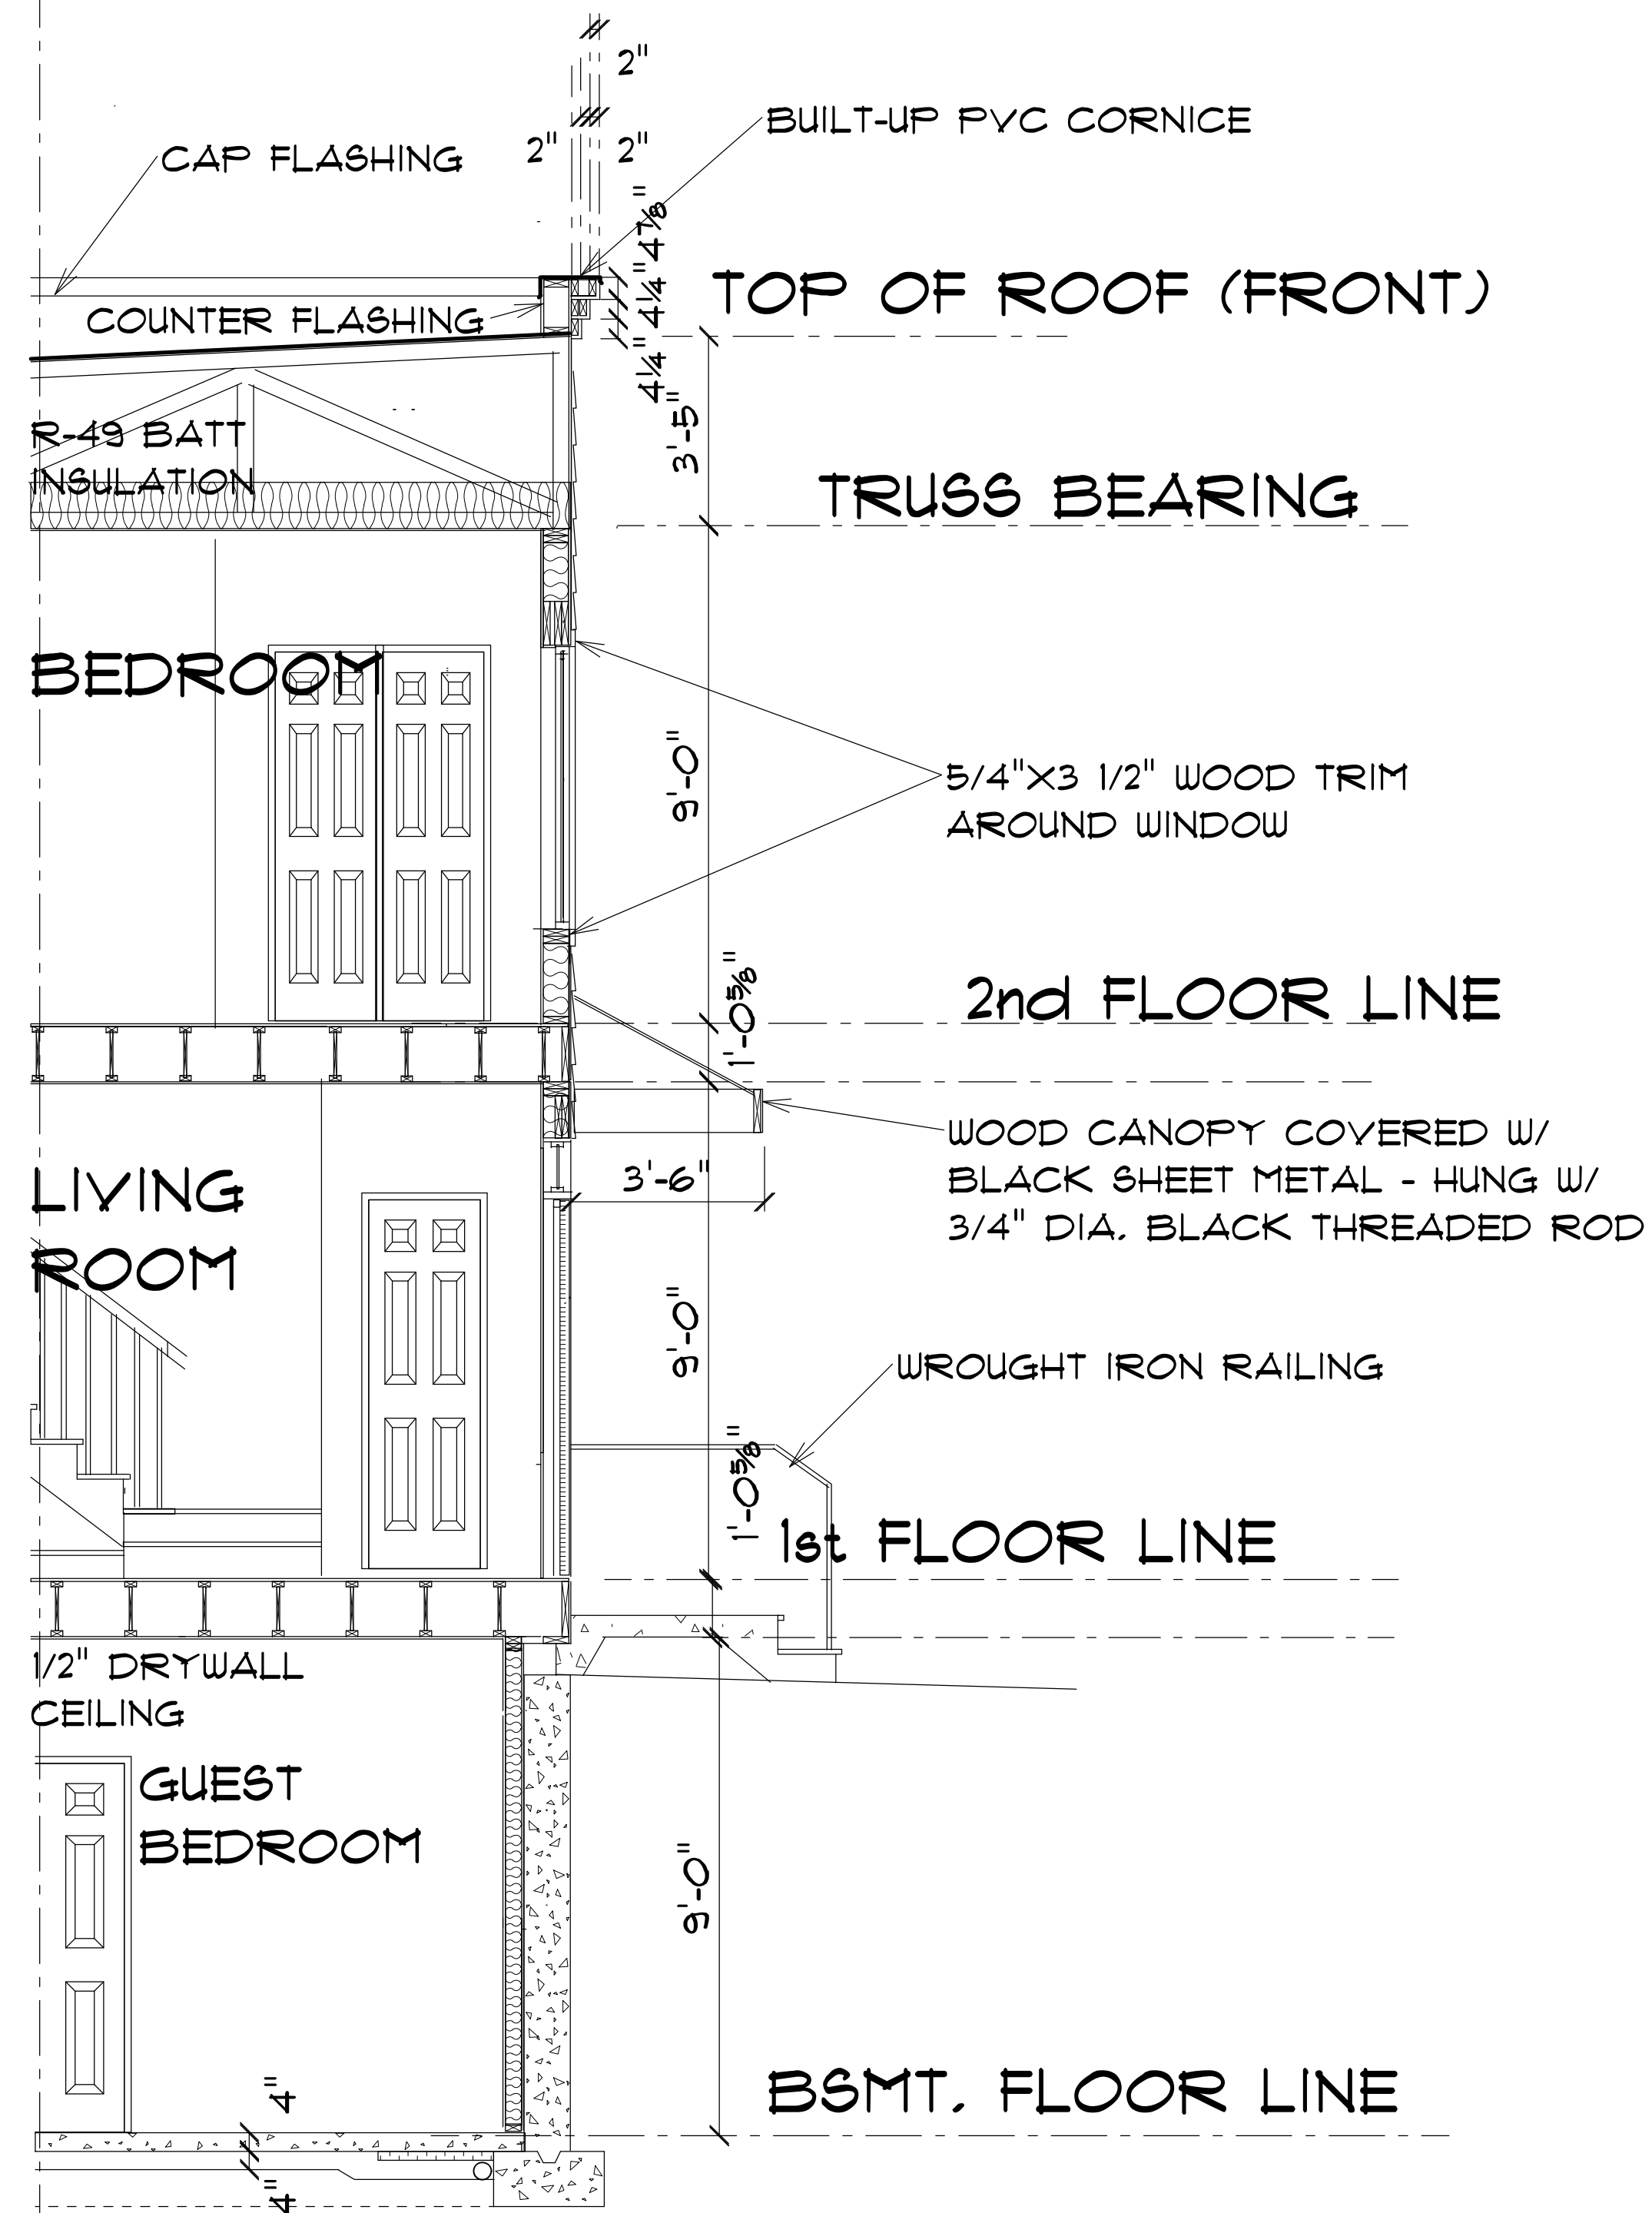 2"
BUILT-UP PVC CORNICE
2" 2"
CAP FLASHING
4⅞"
TOP OF ROOF (FRONT)
4¼"
COUNTER FLASHING
4¼"
3'-5"
R-49 BATT
INSULATION
TRUSS BEARING
BEDROOM
9'-0"
5/4"X3 1/2" WOOD TRIM
AROUND WINDOW
2nd FLOOR LINE
1'-0⅝"
WOOD CANOPY COVERED W/
BLACK SHEET METAL - HUNG W/
3/4" DIA. BLACK THREADED ROD
3'-6"
LIVING
ROOM
9'-0"
WROUGHT IRON RAILING
1'-0⅝"
1st FLOOR LINE
1/2" DRYWALL
CEILING
GUEST
BEDROOM
9'-0"
BSMT. FLOOR LINE
4"
4"